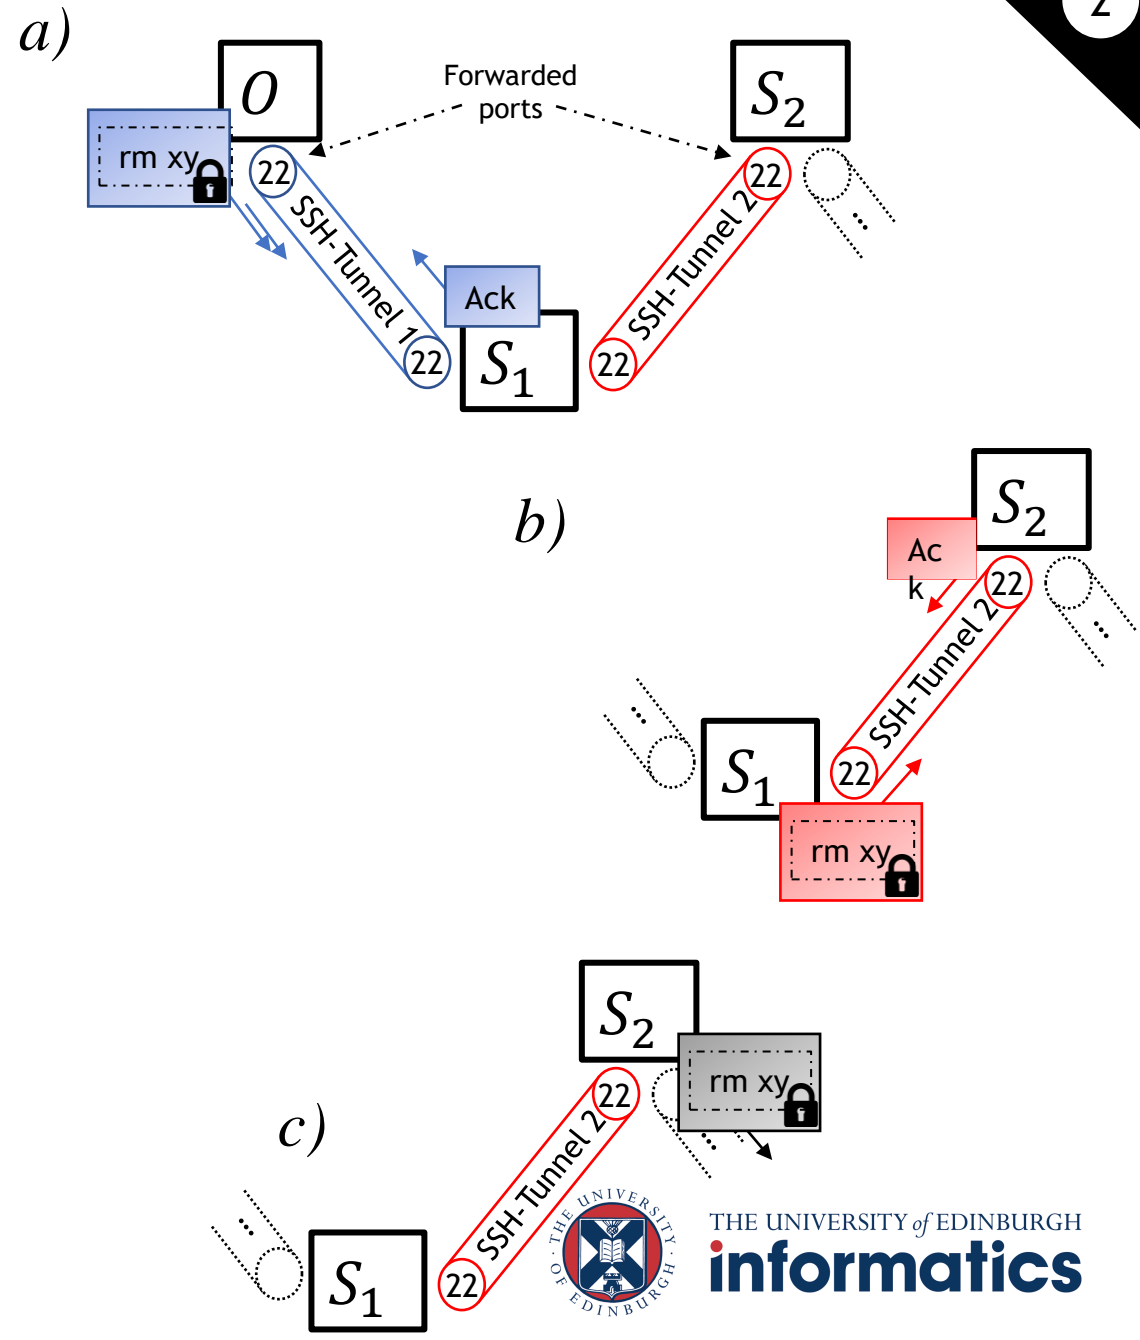 2
a)
O
Forwarded
ports
S2
rm xy
22
SSH-Tunnel 1
22
Ack
S1
22
SSH-Tunnel 2
22
...
b)
S2
Ac
k
22
SSH-Tunnel 2
22
...
...
S1
rm xy
c)
S2
rm xy
22
SSH-Tunnel 2
22
...
...
S1
THE UNIVERSITY OF EDINBURGH
THE UNIVERSITY of EDINBURGH
informatics